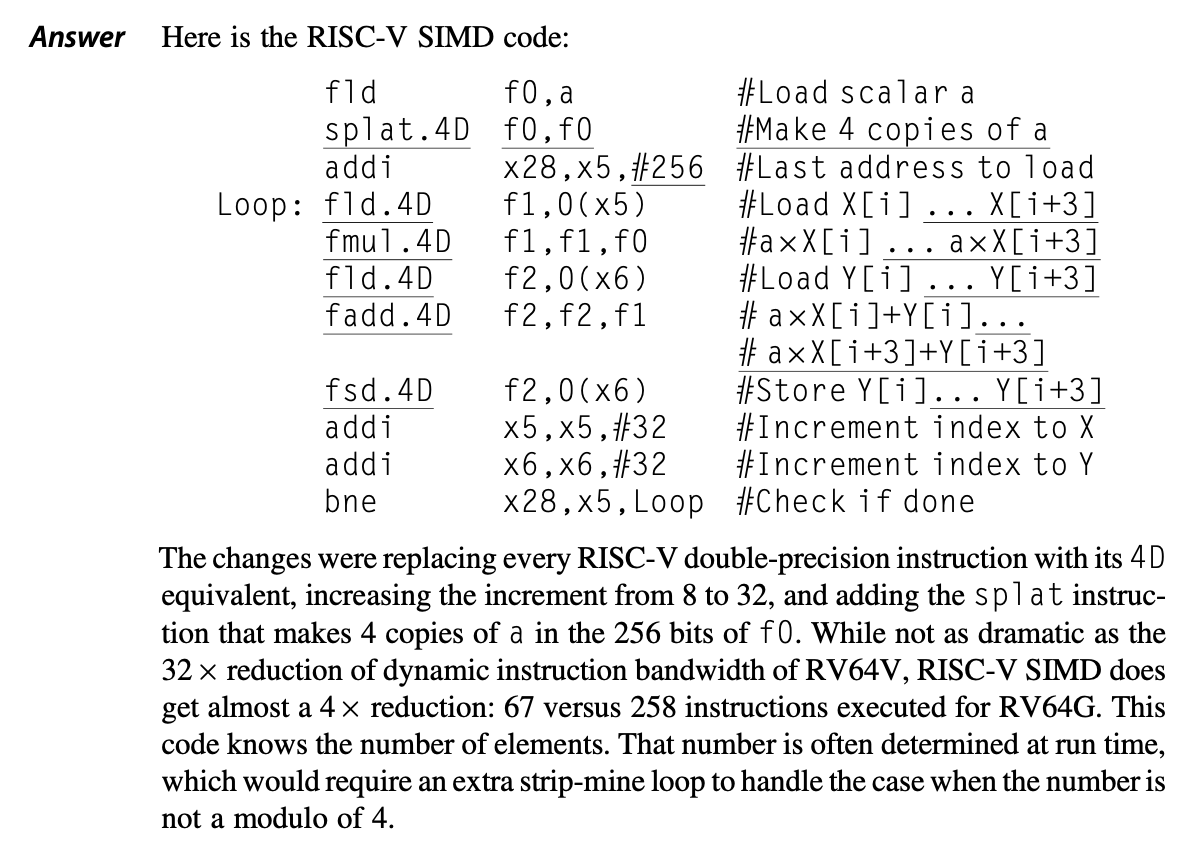 Answer Here is the RISC-V SIMD code:
fld f0,a #Load scalar a
splat.4D f0,f0 #Make 4 copies of a
addi x28,x5,#256 #Last address to load
Loop: fld.4D f1,0(x5) #Load X[i] ... X[i+3]
fmul.4D f1,f1,f0 #a×X[i] ... a×X[i+3]
fld.4D f2,0(x6) #Load Y[i] ... Y[i+3]
fadd.4D f2,f2,f1 # a×X[i]+Y[i]...
# a×X[i+3]+Y[i+3]
fsd.4D f2,0(x6) #Store Y[i]... Y[i+3]
addi x5,x5,#32 #Increment index to X
addi x6,x6,#32 #Increment index to Y
bne x28,x5,Loop #Check if done
The changes were replacing every RISC-V double-precision instruction with its 4D
equivalent, increasing the increment from 8 to 32, and adding the splat instruc-
tion that makes 4 copies of a in the 256 bits of f0. While not as dramatic as the
32 × reduction of dynamic instruction bandwidth of RV64V, RISC-V SIMD does
get almost a 4 × reduction: 67 versus 258 instructions executed for RV64G. This
code knows the number of elements. That number is often determined at run time,
which would require an extra strip-mine loop to handle the case when the number is
not a modulo of 4.